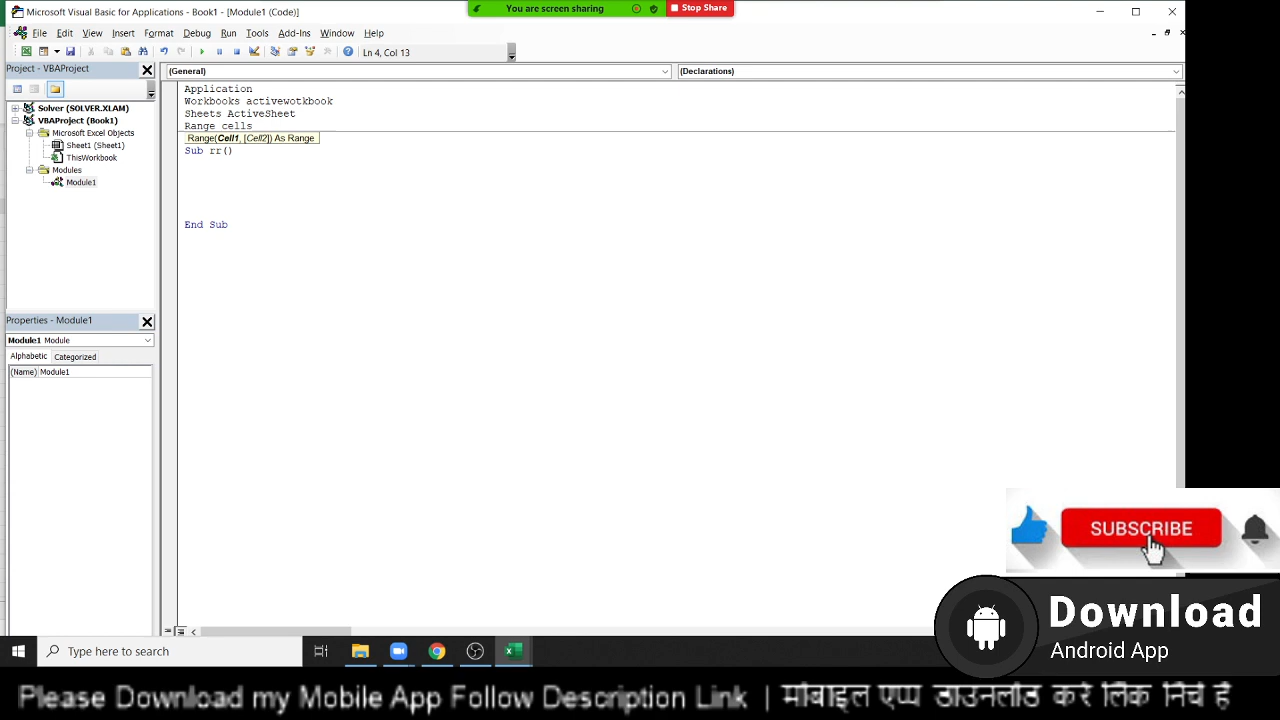 Microsoft Visual Basic for Applications - Book1 - [Module1 (Code)]
You are screen sharing
Stop Share
File Edit View Insert Format Debug Run Tools Add-Ins Window Help
Ln 4, Col 13
Project - VBAProject
(General)
(Declarations)
Solver (SOLVER.XLAM)
VBAProject (Book1)
Microsoft Excel Objects
Sheet1 (Sheet1)
ThisWorkbook
Modules
Module1
Application
Workbooks activewotkbook
Sheets ActiveSheet
Range cells
Range(Cell1, [Cell2]) As Range
Sub rr()
End Sub
Properties - Module1
Module1 Module
Alphabetic Categorized
(Name) Module1
SUBSCRIBE
Download
Android App
Type here to search
Please Download my Mobile App Follow Description Link | मोबाइल एप्प डाउनलोड करे लिंक निचे है